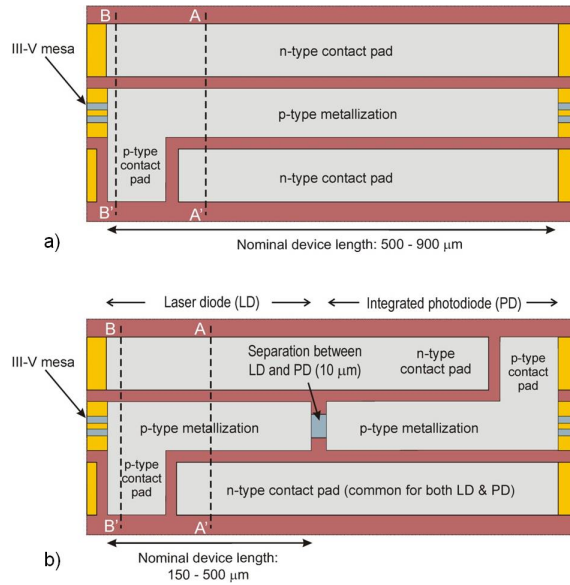 B
A
III-V mesa
n-type contact pad
p-type metallization
p-type
contact
pad
n-type contact pad
B'
A'
a)
Nominal device length: 500 - 900 μm
Laser diode (LD)
Integrated photodiode (PD)
B
A
III-V mesa
Separation between
LD and PD (10 μm)
n-type
contact pad
p-type
contact
pad
p-type metallization
p-type metallization
p-type
contact
pad
n-type contact pad (common for both LD & PD)
B'
A'
b)
Nominal device length:
150 - 500 μm